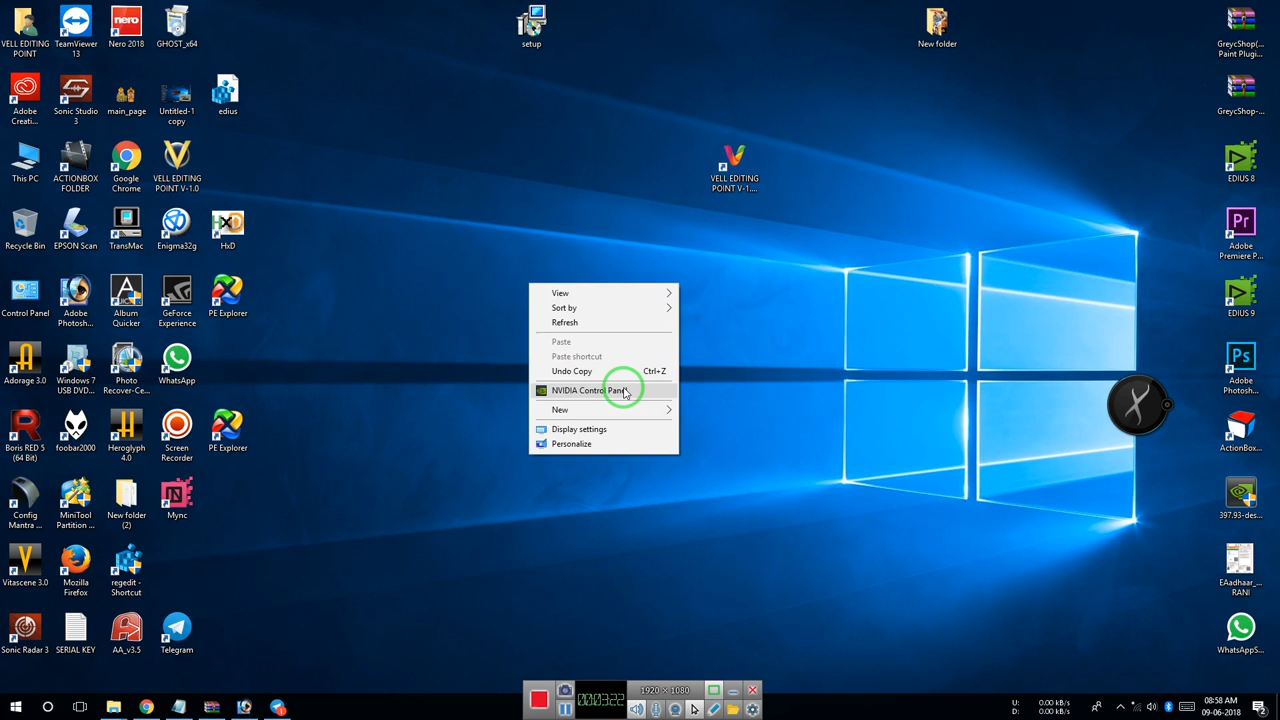 VELL EDITING
POINT
TeamViewer
13
nero
Nero 2018
GHOST_x64
setup
New folder
GreycShop(...
Paint Plugi...
Adobe
Creati...
Sonic Studio
3
main_page
Untitled-1
copy
edius
GreycShop-...
This PC
ACTIONBOX
FOLDER
Google
Chrome
VELL EDITING
POINT V-1.0
VELL EDITING
POINT V-1....
EDIUS 8
Recycle Bin
EPSON Scan
TransMac
Enigma32g
HxD
HxD
Pr
Adobe
Premiere P...
Control Panel
Adobe
Photosh...
Album
Quicker
GeForce
Experience
PE Explorer
EDIUS 9
View
Sort by
Refresh
Paste
Paste shortcut
Undo Copy Ctrl+Z
NVIDIA Control Panel
New
Display settings
Personalize
Adorage 3.0
Windows 7
USB DVD...
Photo
Recover-Ce...
WhatsApp
Ps
Adobe
Photosh...
Boris RED 5
(64 Bit)
foobar2000
Heroglyph
4.0
Screen
Recorder
PE Explorer
ActionBox...
Config
Mantra ...
MiniTool
Partition ...
New folder
(2)
Mync
397.93-des...
Vitascene 3.0
Mozilla
Firefox
regedit -
Shortcut
EAadhaar_...
RANI
Sonic Radar 3
SERIAL KEY
AA_v3.5
Telegram
WhatsAppS...
00:03:22
1920 × 1080
U: 0.00 kB/s
D: 0.00 kB/s
08:58 AM
09-06-2018